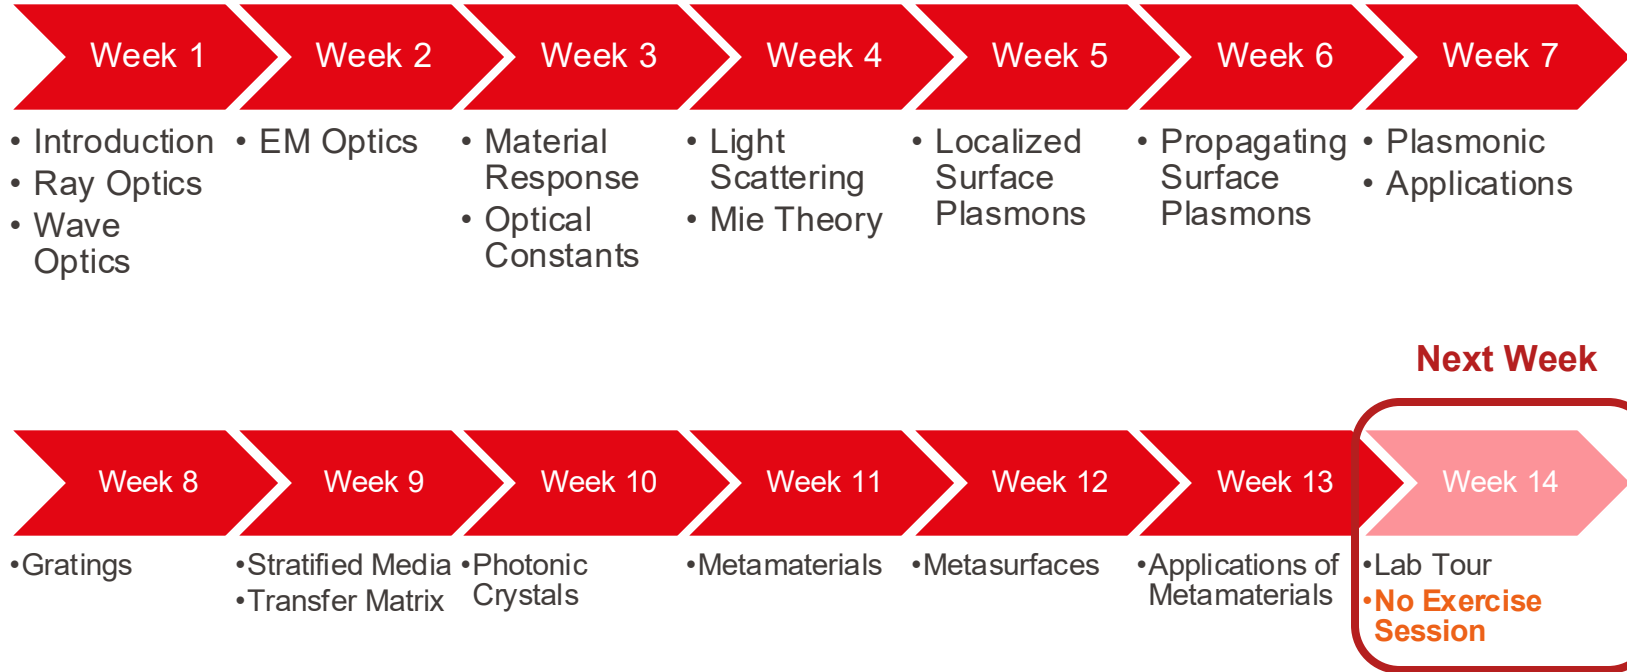 Week 1
Week 2
Week 3
Week 4
Week 5
Week 6
Week 7
• Introduction
• Ray Optics
• Wave
Optics
• EM Optics
• Material
Response
• Optical
Constants
• Light
Scattering
• Mie Theory
• Localized
Surface
Plasmons
• Propagating
Surface
Plasmons
• Plasmonic
• Applications
Next Week
Week 8
Week 9
Week 10
Week 11
Week 12
Week 13
Week 14
•Gratings
•Stratified Media
•Transfer Matrix
•Photonic
Crystals
•Metamaterials
•Metasurfaces
•Applications of
Metamaterials
•Lab Tour
•No Exercise
Session